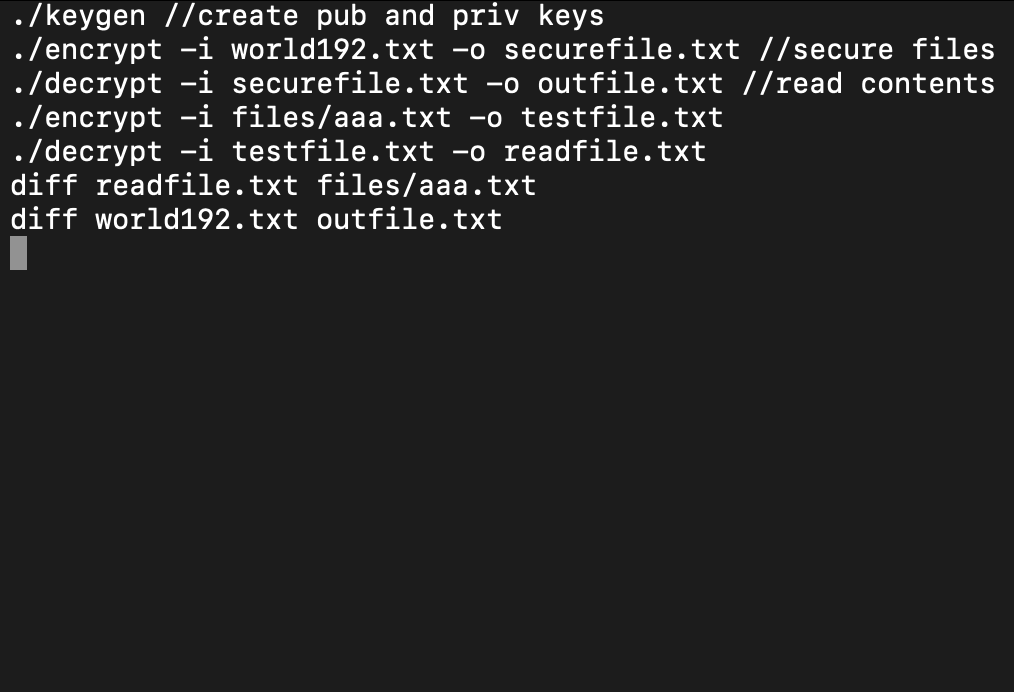 ./keygen //create pub and priv keys
./encrypt -i world192.txt -o securefile.txt //secure files
./decrypt -i securefile.txt -o outfile.txt //read contents
./encrypt -i files/aaa.txt -o testfile.txt
./decrypt -i testfile.txt -o readfile.txt
diff readfile.txt files/aaa.txt
diff world192.txt outfile.txt